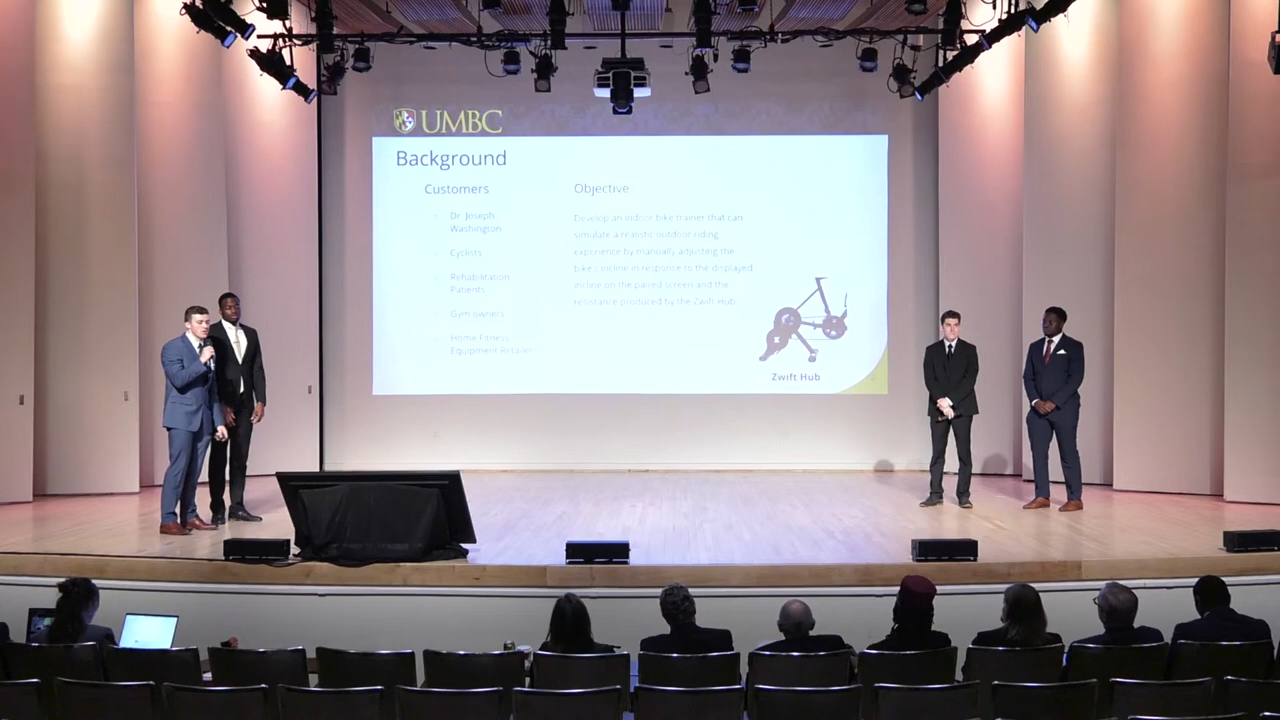 UMBC
Background
Customers
Dr. Joseph
Washington
Cyclists
Rehabilitation
Patients
Gym owners
Home Fitness
Equipment Retailer
Objective
Develop an indoor bike trainer that can
simulate a realistic outdoor riding
experience by manually adjusting the
bike's incline in response to the displayed
incline on the paired screen and the
resistance produced by the Zwift Hub.
Zwift Hub